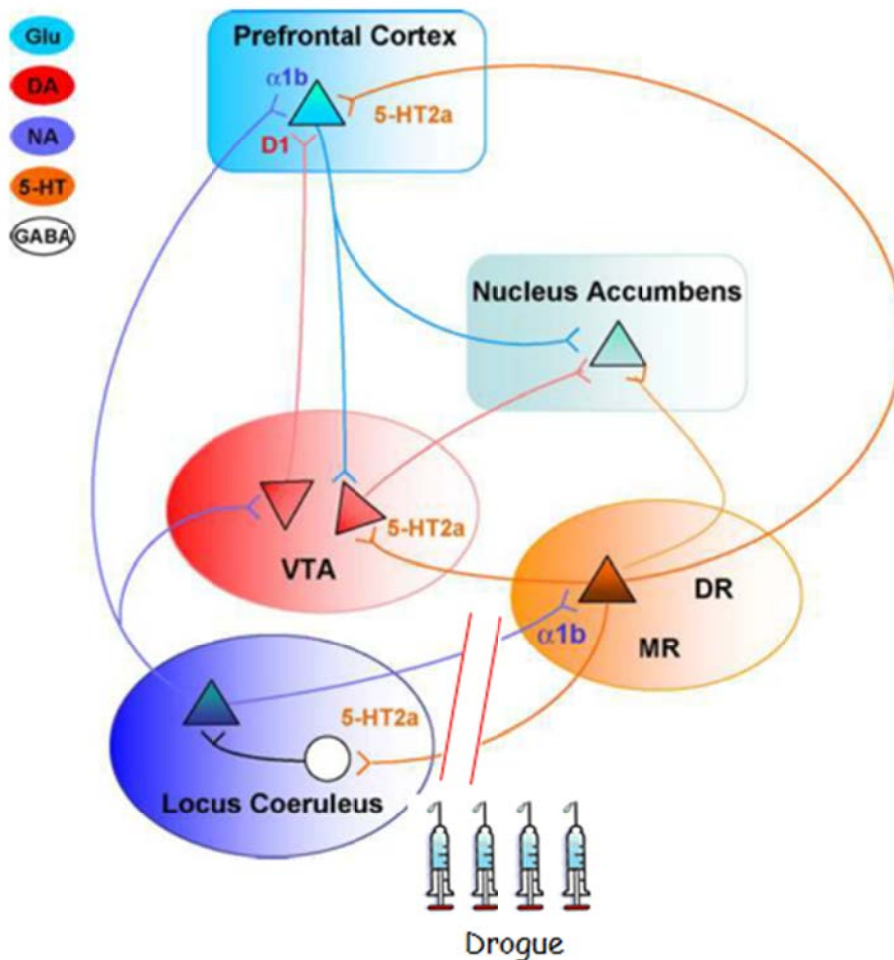 Glu
DA
NA
5-HT
GABA
Prefrontal Cortex
α1b
5-HT2a
D1
Nucleus Accumbens
5-HT2a
VTA
DR
α1b
MR
5-HT2a
Locus Coeruleus
Drogue